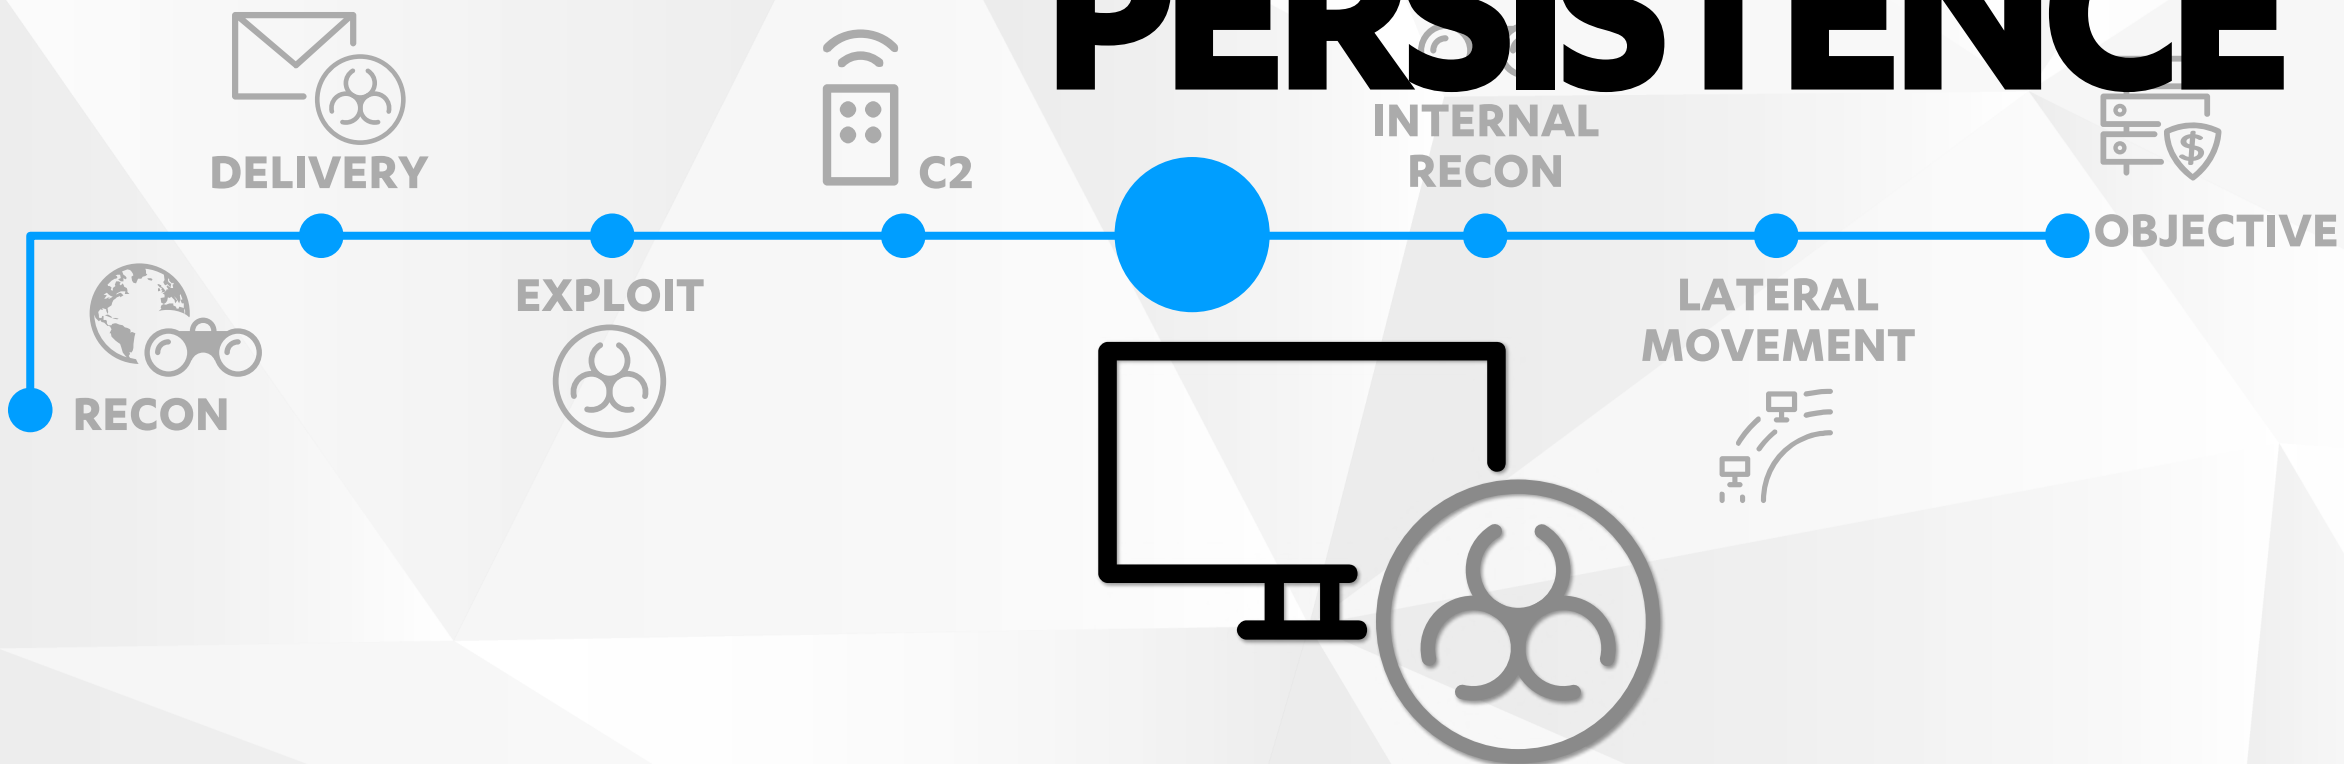 PERSISTENCE
DELIVERY
C2
INTERNAL
RECON
OBJECTIVE
EXPLOIT
LATERAL
MOVEMENT
RECON